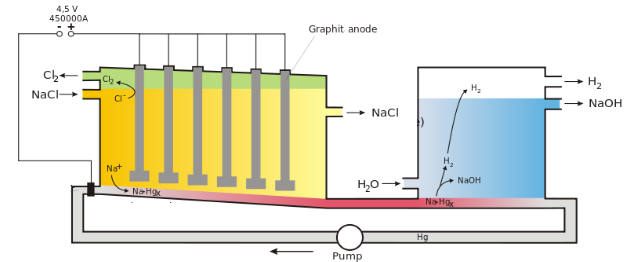 4,5 V
450000A
- +
Graphit anode
Cl2
NaCl
Cl2
Cl-
NaCl
Na+
Na-Hgx
H2
H2
NaOH
e)
H2
NaOH
H2O
Na-Hgx
Hg
Pump